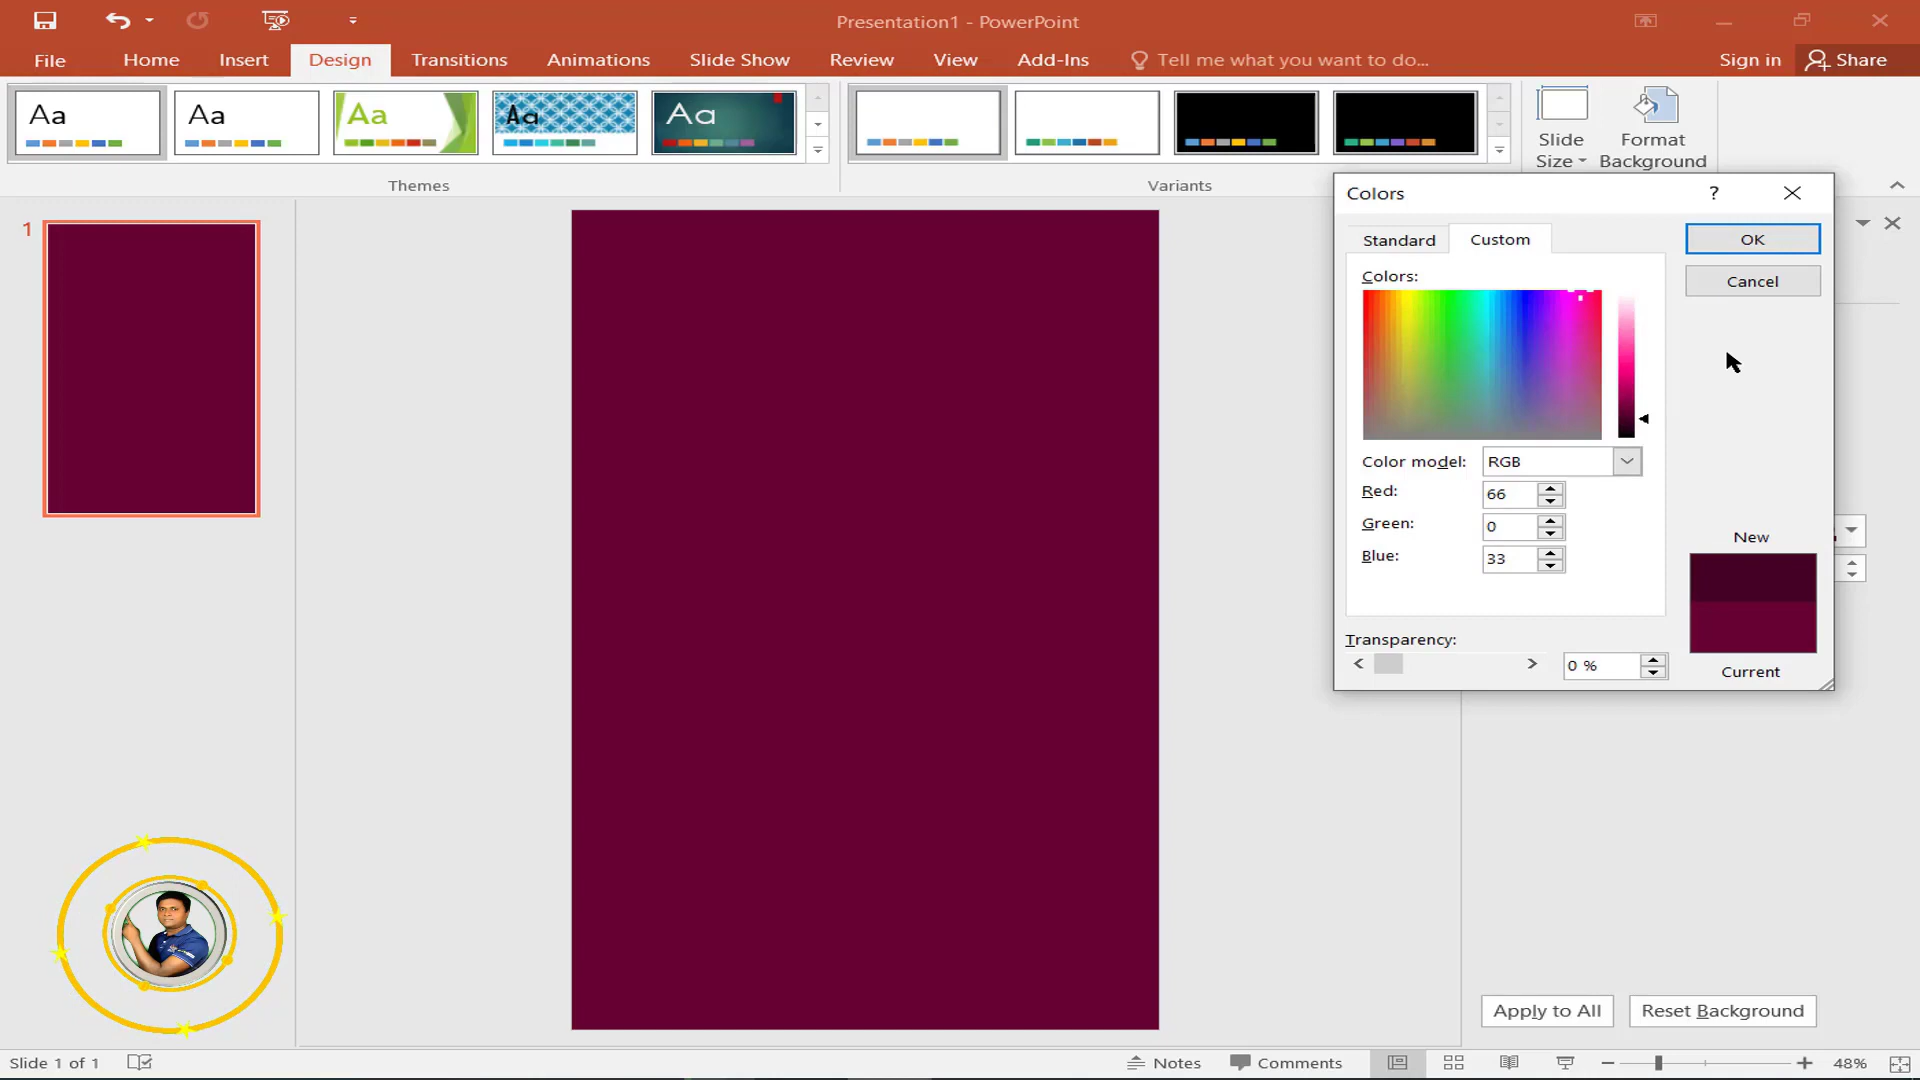 Presentation1 - PowerPoint
File Home Insert Design Transitions Animations Slide Show Review View Add-Ins Tell me what you want to do... Sign in Share
Aa Aa Aa Aa Aa
Slide Size
Format Background
Themes Variants
Colors ?
Standard Custom OK
Colors: Cancel
Color model: RGB
Red: 66
Green: 0
Blue: 33
New
Transparency:
0 %
Current
1
Apply to All Reset Background
Slide 1 of 1 Notes Comments 48%